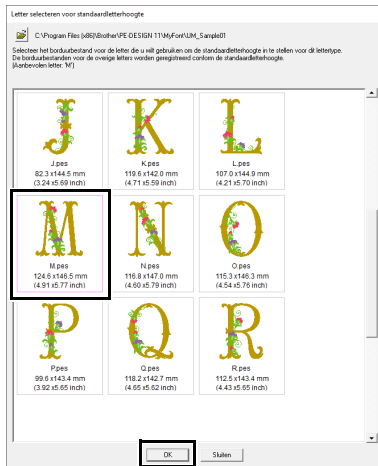 Letter selecteren voor standaardletterhoogte
C:\Program Files (x86)\Brother\PE-DESIGN 11\MyFont\UM_Sample01
Selecteer het borduurbestand voor de letter die u wilt gebruiken om de standaardletterhoogte in te stellen voor dit lettertype.
De borduurbestanden voor de overige letters worden geregistreerd conform de standaardletterhoogte.
(Aanbevolen letter: 'M')
J K L
J.pes K.pes L.pes
82.3 x144.5 mm 119.6 x142.0 mm 107.0 x144.9 mm
(3.24 x5.69 inch) (4.71 x5.59 inch) (4.21 x5.70 inch)
M N O
M.pes N.pes O.pes
124.6 x146.5 mm 116.8 x147.0 mm 115.3 x146.3 mm
(4.91 x5.77 inch) (4.60 x5.79 inch) (4.54 x5.76 inch)
P Q R
P.pes Q.pes R.pes
99.6 x143.4 mm 118.2 x142.7 mm 112.5 x143.4 mm
(3.92 x5.65 inch) (4.65 x5.62 inch) (4.43 x5.65 inch)
OK Sluiten